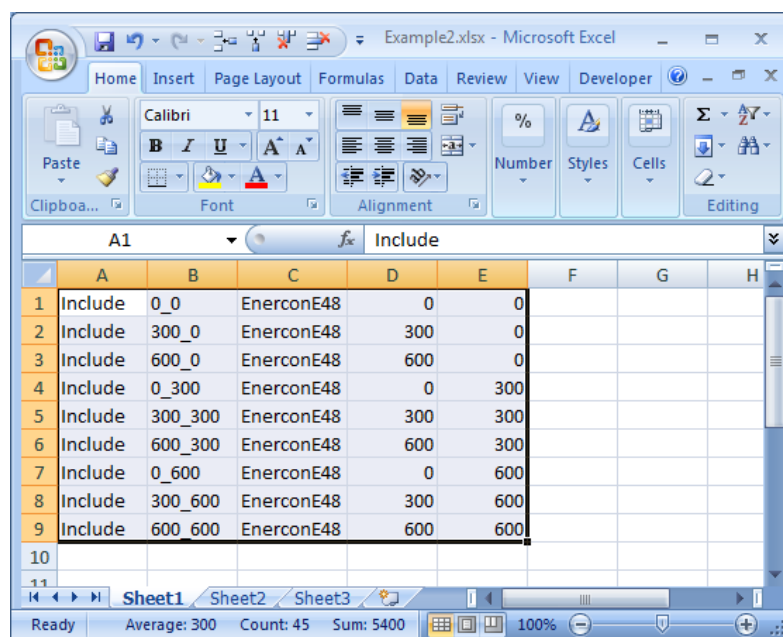 Example2.xlsx - Microsoft Excel
Home Insert Page Layout Formulas Data Review View Developer
Calibri 11
Paste B I U A A % Number Styles Cells Σ
A
Clipboa... Font Alignment Editing
A1 fx Include
A B C D E F G H
1 Include 0_0 EnerconE48 0 0
2 Include 300_0 EnerconE48 300 0
3 Include 600_0 EnerconE48 600 0
4 Include 0_300 EnerconE48 0 300
5 Include 300_300 EnerconE48 300 300
6 Include 600_300 EnerconE48 600 300
7 Include 0_600 EnerconE48 0 600
8 Include 300_600 EnerconE48 300 600
9 Include 600_600 EnerconE48 600 600
10
11
Sheet1 Sheet2 Sheet3
Ready Average: 300 Count: 45 Sum: 5400 100%